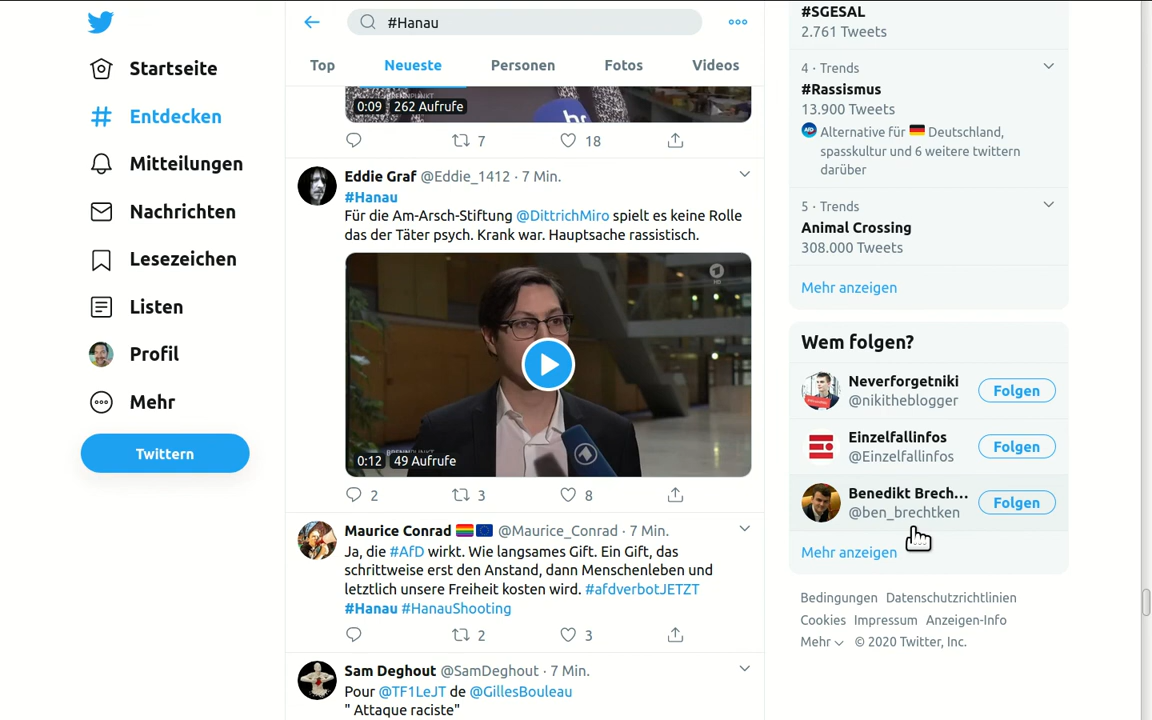 Startseite
Entdecken
Mitteilungen
Nachrichten
Lesezeichen
Listen
Profil
Mehr
Twittern
#Hanau
Top Neueste Personen Fotos Videos
0:09 262 Aufrufe
7 18
Eddie Graf @Eddie_1412 · 7 Min.
#Hanau
Für die Am-Arsch-Stiftung @DittrichMiro spielt es keine Rolle
das der Täter psych. Krank war. Hauptsache rassistisch.
0:12 49 Aufrufe
2 3 8
Maurice Conrad @Maurice_Conrad · 7 Min.
Ja, die #AfD wirkt. Wie langsames Gift. Ein Gift, das
schrittweise erst den Anstand, dann Menschenleben und
letztlich unsere Freiheit kosten wird. #afdverbotJETZT
#Hanau #HanauShooting
2 3
Sam Deghout @SamDeghout · 7 Min.
Pour @TF1LeJT de @GillesBouleau
" Attaque raciste"
#SGESAL
2.761 Tweets
4 · Trends
#Rassismus
13.900 Tweets
Alternative für Deutschland,
spasskultur und 6 weitere twittern
darüber
5 · Trends
Animal Crossing
308.000 Tweets
Mehr anzeigen
Wem folgen?
Neverforgetniki
@nikitheblogger
Folgen
Einzelfallinfos
@Einzelfallinfos
Folgen
Benedikt Brech...
@ben_brechtken
Folgen
Mehr anzeigen
Bedingungen Datenschutzrichtlinien
Cookies Impressum Anzeigen-Info
Mehr © 2020 Twitter, Inc.